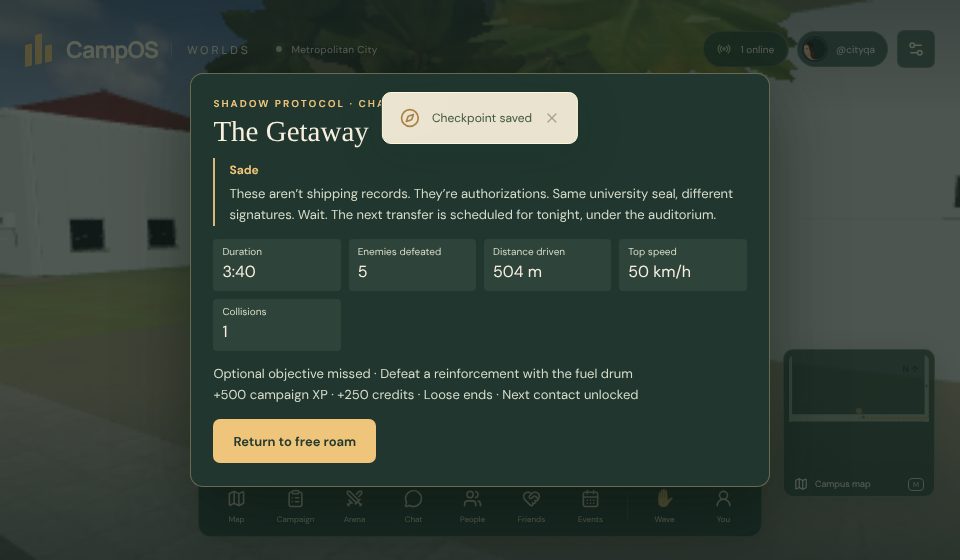 CampOS
WORLDS
Metropolitan City
1 online
@cityqa
SHADOW PROTOCOL · CHA
Checkpoint saved
The Getaway
Sade
These aren’t shipping records. They’re authorizations. Same university seal, different
signatures. Wait. The next transfer is scheduled for tonight, under the auditorium.
Duration
3:40
Enemies defeated
5
Distance driven
504 m
Top speed
50 km/h
Collisions
1
Optional objective missed · Defeat a reinforcement with the fuel drum
+500 campaign XP · +250 credits · Loose ends · Next contact unlocked
Return to free roam
N
Campus map
M
Map
Campaign
Arena
Chat
People
Friends
Events
Wave
You